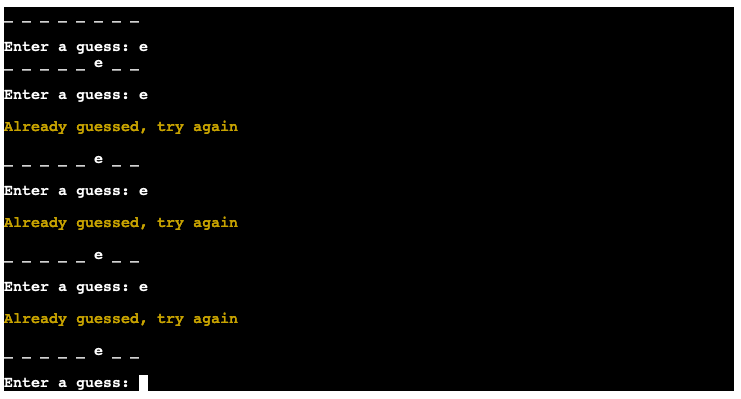 _ _ _ _ _ _ _ _
Enter a guess: e
_ _ _ _ _ e _ _
Enter a guess: e
Already guessed, try again
_ _ _ _ _ e _ _
Enter a guess: e
Already guessed, try again
_ _ _ _ _ e _ _
Enter a guess: e
Already guessed, try again
_ _ _ _ _ e _ _
Enter a guess: